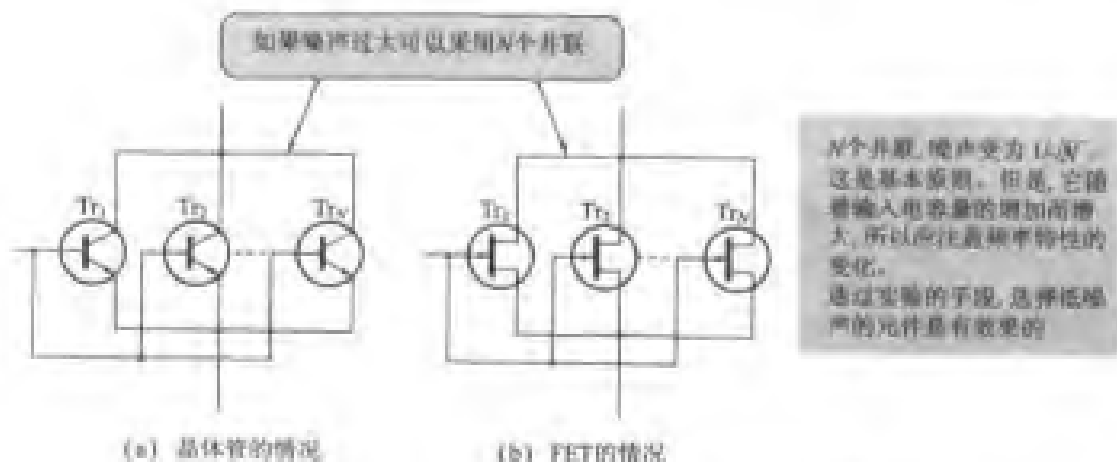 如果噪声过大可以采用N个并联
N个并联,噪声变为 1/√N。
这是基本原则。但是,它随
着输入电容量的增加而增
大,所以应注意频率特性的
变化。
通过实验的手段,选择低噪
声的元件是有效果的
Tr₁ Tr₂ Trₙ
Tr₁ Tr₂ Trₙ
(a) 晶体管的情况
(b) FET的情况